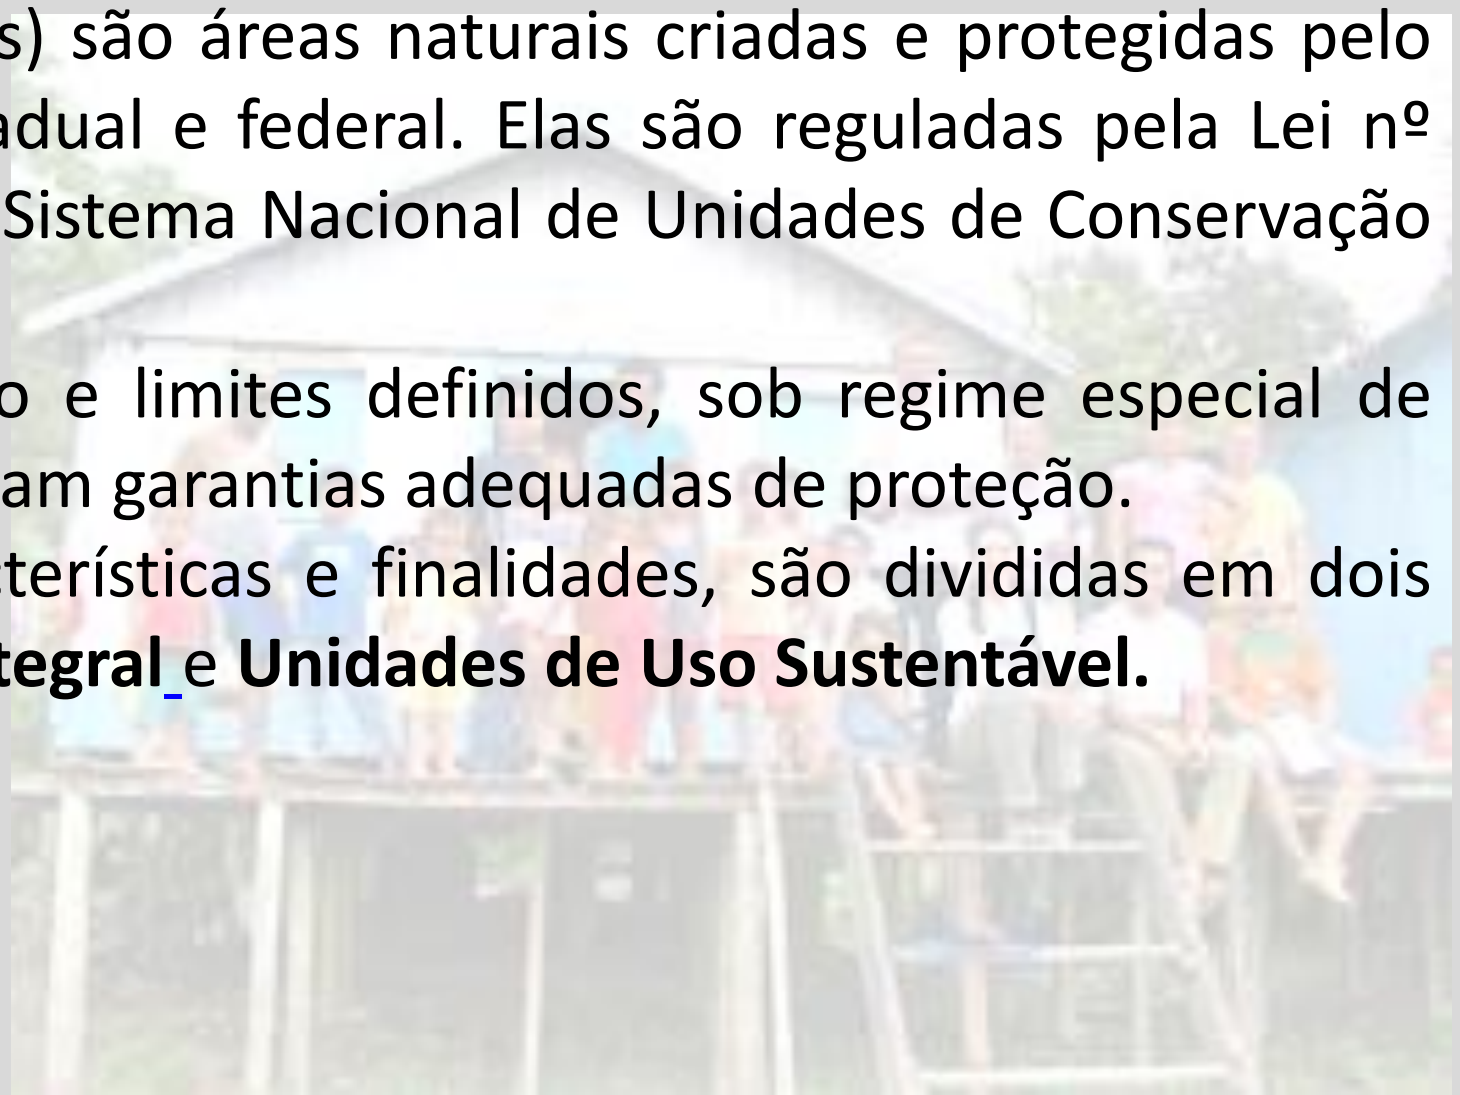 s) são áreas naturais criadas e protegidas pelo
adual e federal. Elas são reguladas pela Lei nº
Sistema Nacional de Unidades de Conservação
o e limites definidos, sob regime especial de
am garantias adequadas de proteção.
cterísticas e finalidades, são divididas em dois
tegral e Unidades de Uso Sustentável.